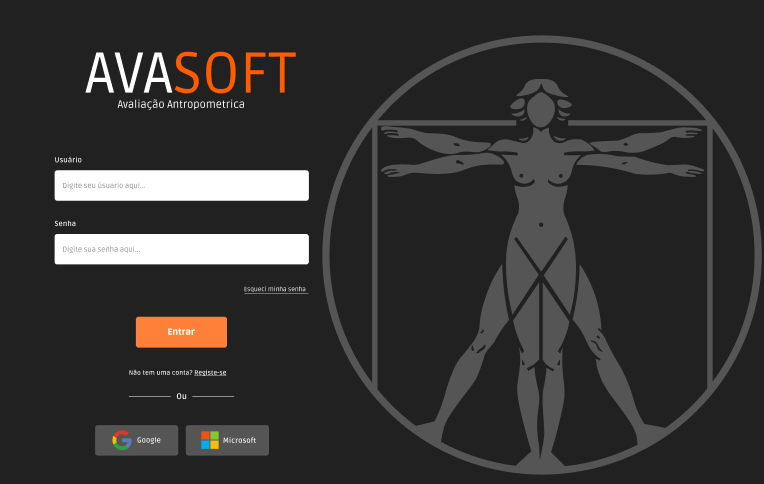 AVASOFT
Avaliação Antropometrica
Usuário
Digite seu úsuario aqui...
Senha
Digite sua senha aqui...
Esqueci minha senha
Entrar
Não tem uma conta? Registe-se
Ou
Google
Microsoft